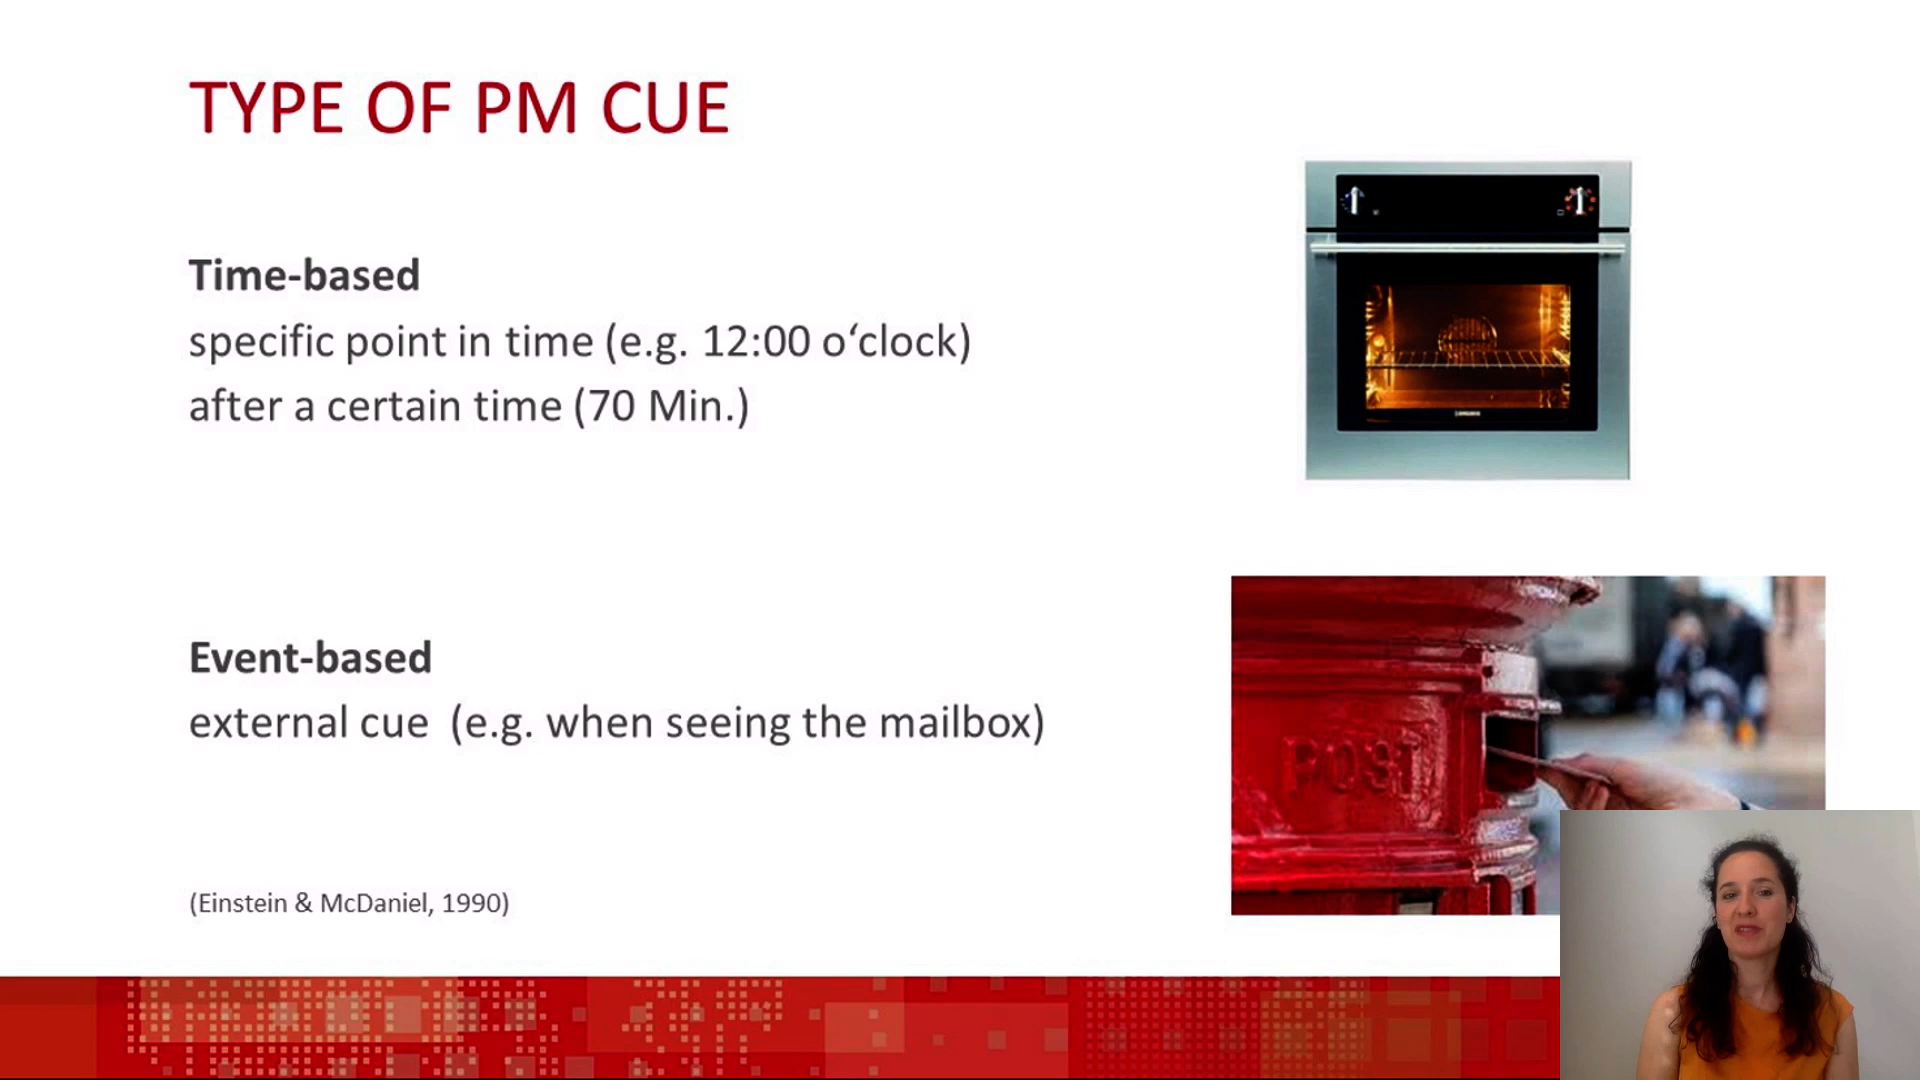 TYPE OF PM CUE
Time-based
specific point in time (e.g. 12:00 o‘clock)
after a certain time (70 Min.)
Event-based
external cue  (e.g. when seeing the mailbox)
POST
(Einstein & McDaniel, 1990)